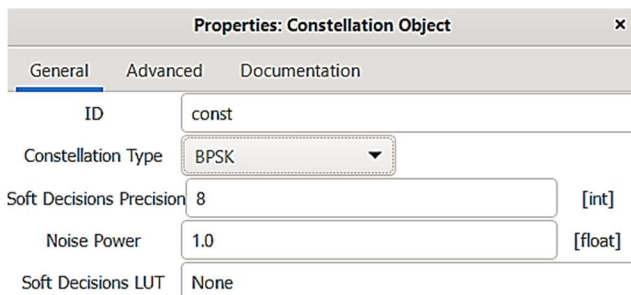 Properties: Constellation Object ×
General Advanced Documentation
ID const
Constellation Type BPSK
Soft Decisions Precision 8 [int]
Noise Power 1.0 [float]
Soft Decisions LUT None